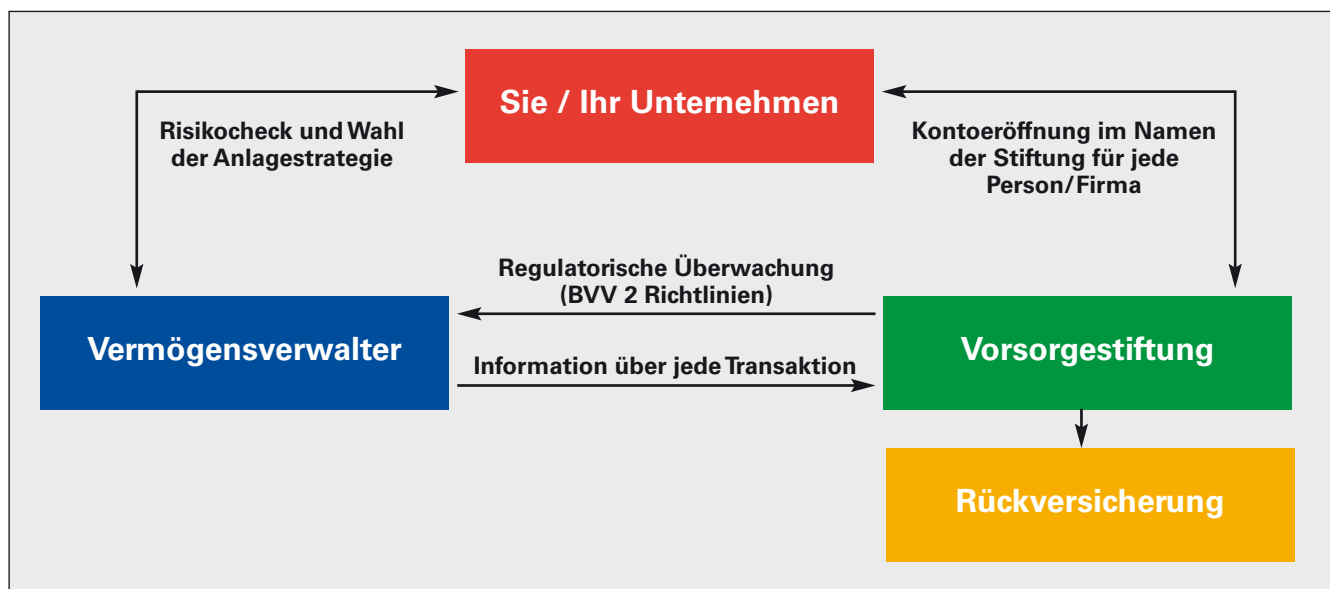 Sie / Ihr Unternehmen
Risikocheck und Wahl
der Anlagestrategie
Kontoeröffnung im Namen
der Stiftung für jede
Person/Firma
Regulatorische Überwachung
(BVV 2 Richtlinien)
Vermögensverwalter
Vorsorgestiftung
Information über jede Transaktion
Rückversicherung